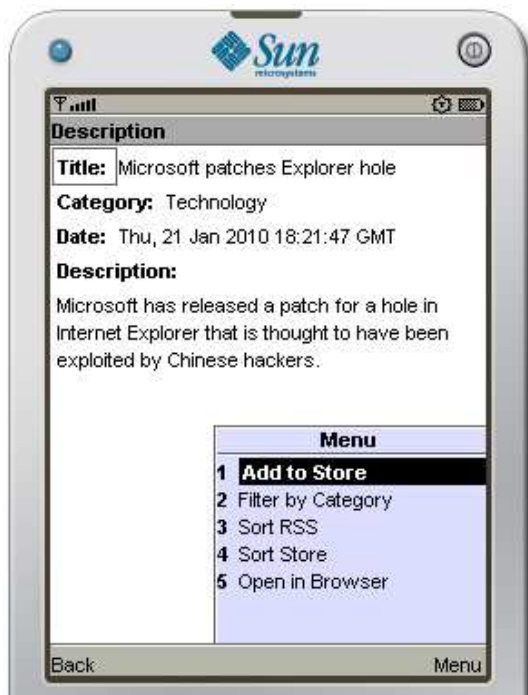 Sun
microsystems
Description
Title: Microsoft patches Explorer hole
Category: Technology
Date: Thu, 21 Jan 2010 18:21:47 GMT
Description:
Microsoft has released a patch for a hole in
Internet Explorer that is thought to have been
exploited by Chinese hackers.
Menu
1 Add to Store
2 Filter by Category
3 Sort RSS
4 Sort Store
5 Open in Browser
Back Menu